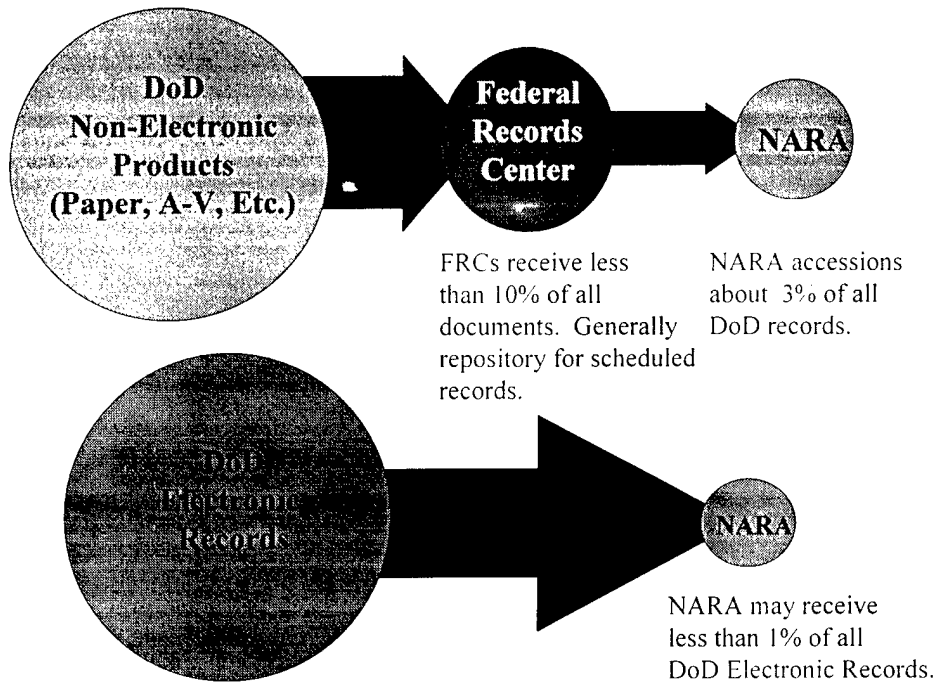 DoD
Non-Electronic
Products
(Paper, A-V, Etc.)
Federal
Records
Center
NARA
FRCs receive less
than 10% of all
documents. Generally
repository for scheduled
records.
NARA accessions
about 3% of all
DoD records.
DoD
Electronic
Records
NARA
NARA may receive
less than 1% of all
DoD Electronic Records.